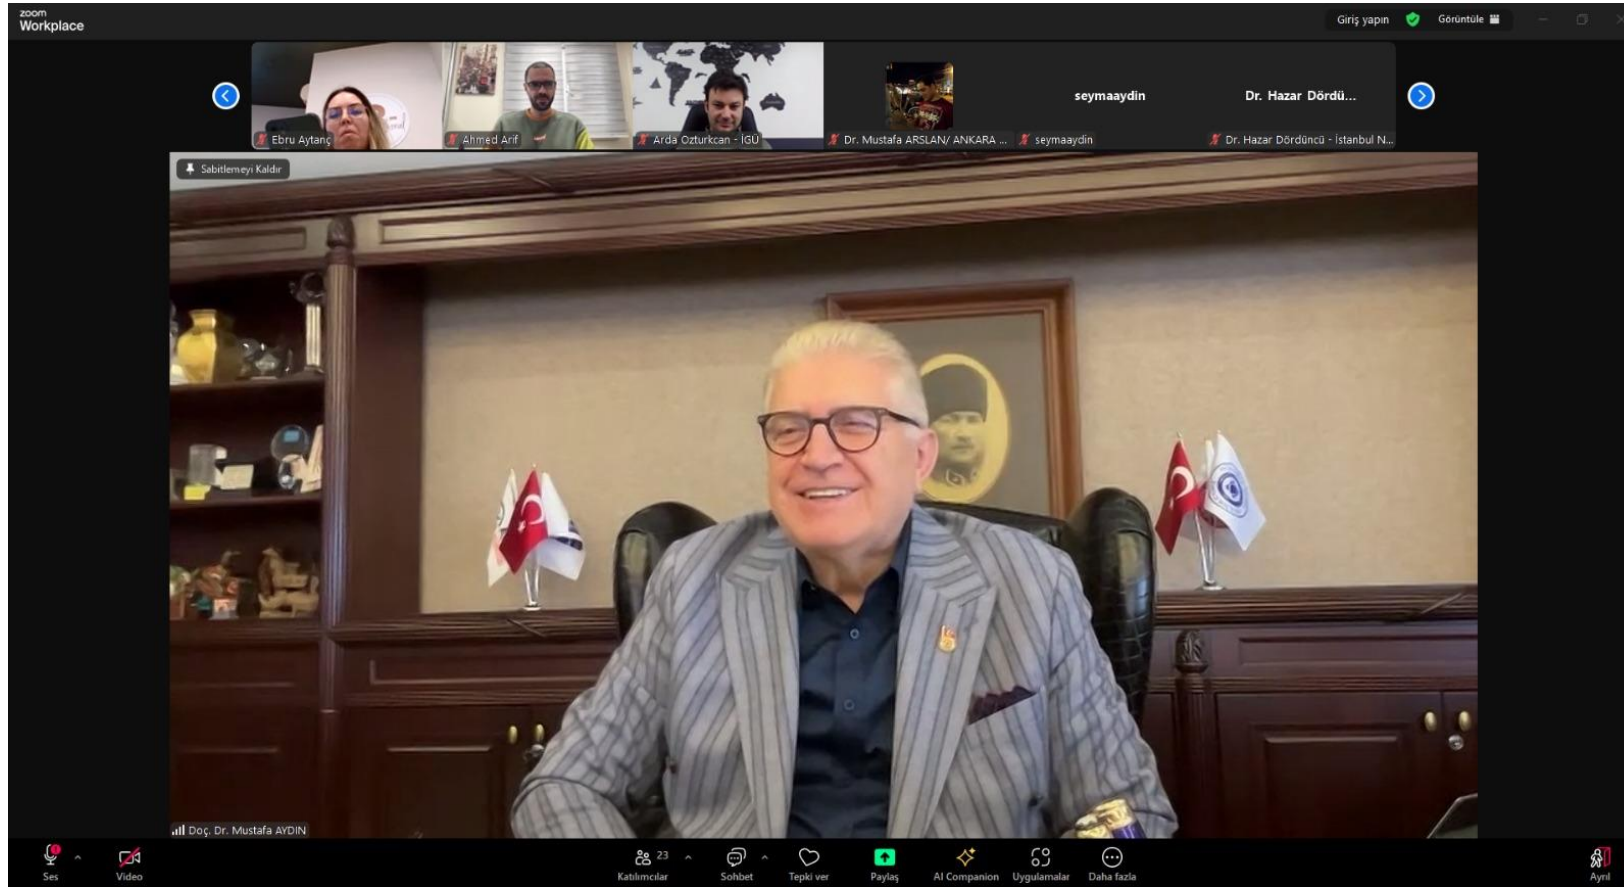 zoom
Workplace
Giriş yapın
Görüntüle
Ebru Aytanç
Ahmed Arif
Arda Ozturkcan - İGÜ
Dr. Mustafa ARSLAN/ ANKARA ...
seymaaydin
seymaaydin
Dr. Hazar Dördü...
Dr. Hazar Dördüncü - İstanbul N...
Sabitlemeyi Kaldır
Doç. Dr. Mustafa AYDIN
Ses
Video
23
Katılımcılar
Sohbet
Tepki ver
Paylaş
AI Companion
Uygulamalar
Daha fazla
Ayrıl